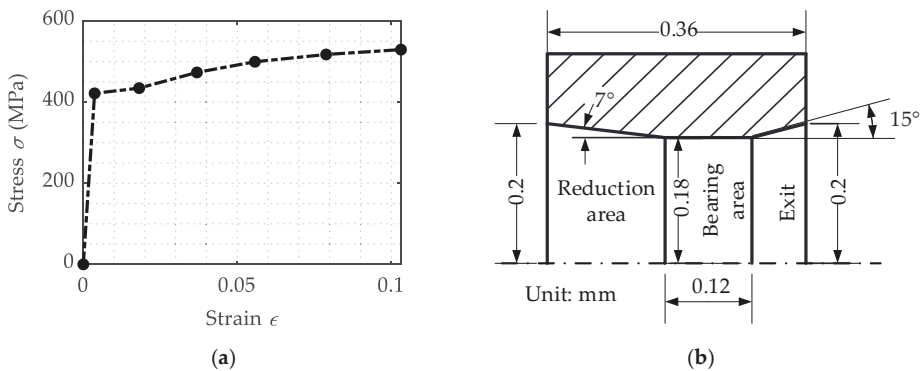 600
400
200
0
0
0.05
0.1
Stress σ (MPa)
Strain ϵ
(a)
0.36
7°
15°
0.2
Reduction
area
0.18
Bearing
area
Exit
0.2
0.12
Unit: mm
(b)